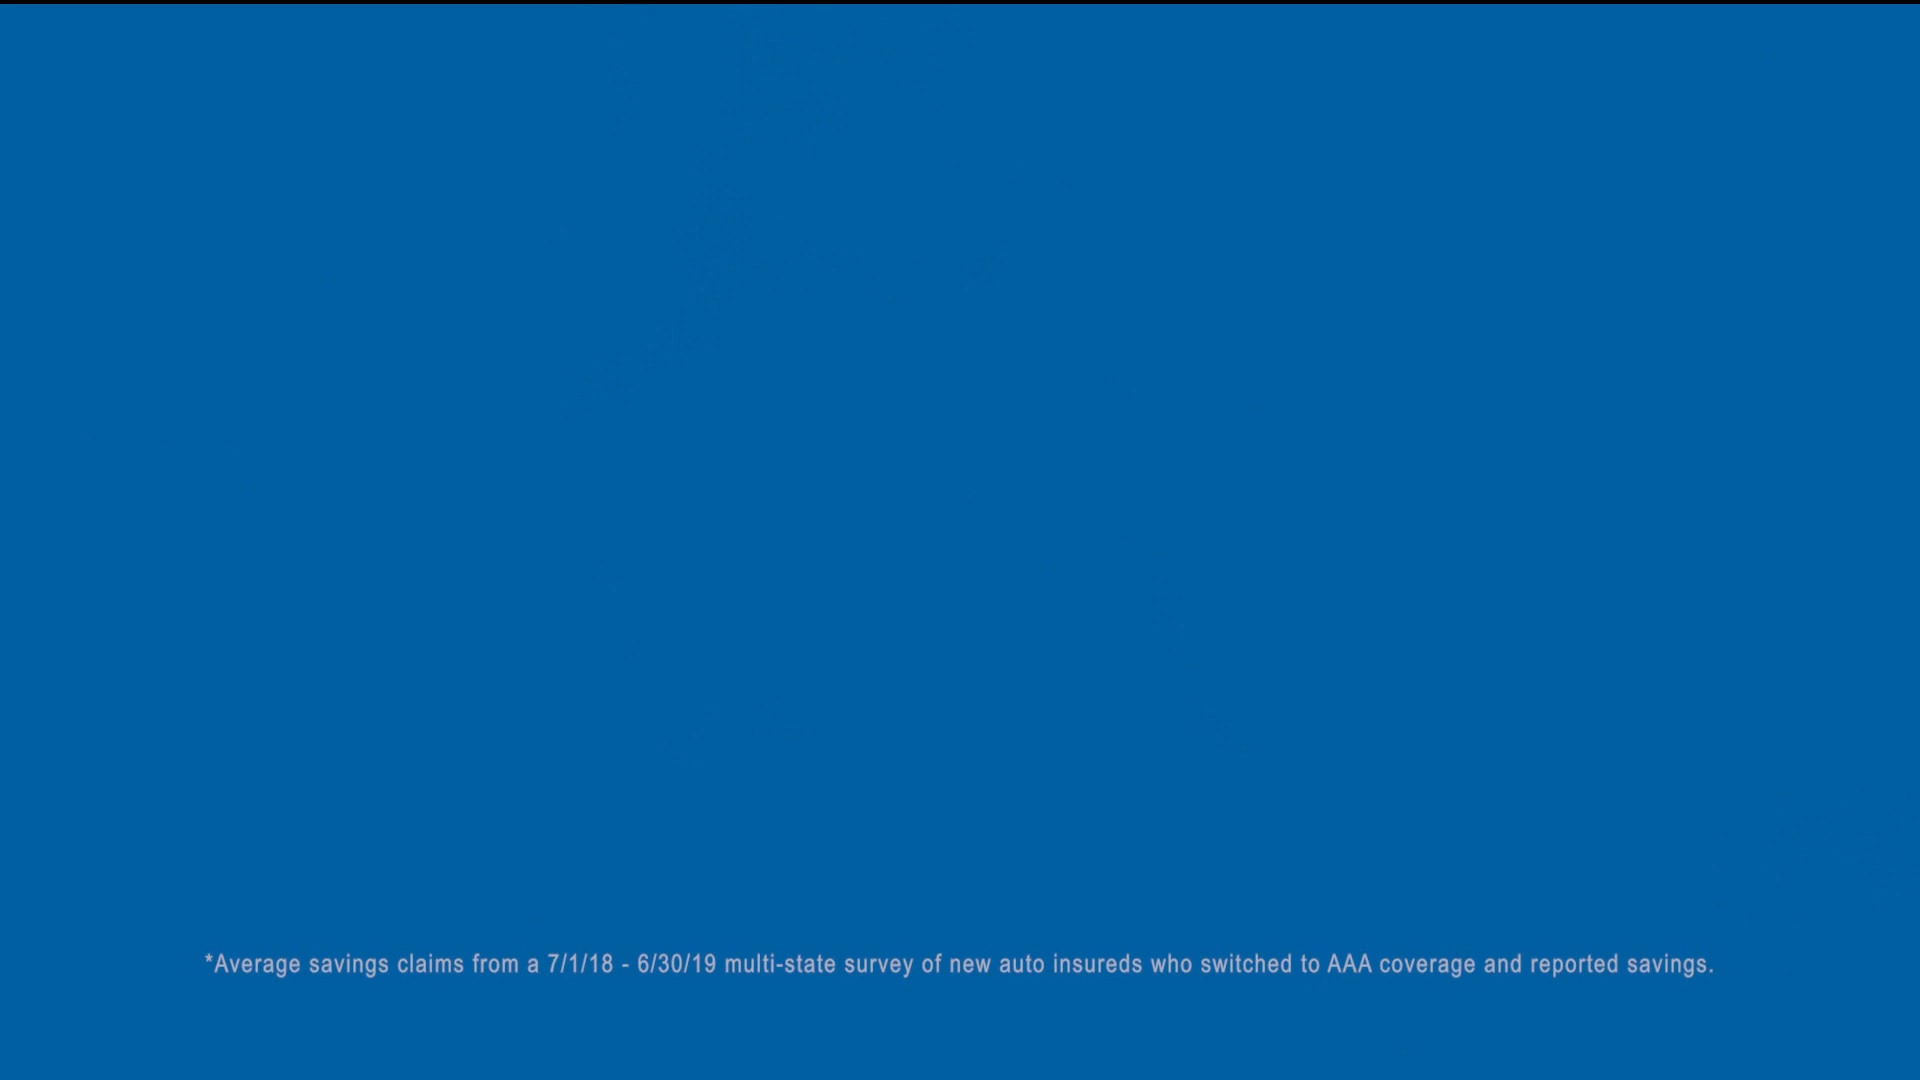 *Average savings claims from a 7/1/18 - 6/30/19 multi-state survey of new auto insureds who switched to AAA coverage and reported savings.